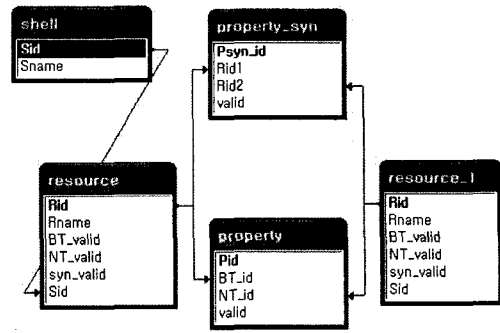 shell
Sid
Sname
property_syn
Psyn_id
Rid1
Rid2
valid
resource
Rid
Rname
BT_valid
NT_valid
syn_valid
Sid
property
Pid
BT_id
NT_id
valid
resource_1
Rid
Rname
BT_valid
NT_valid
syn_valid
Sid